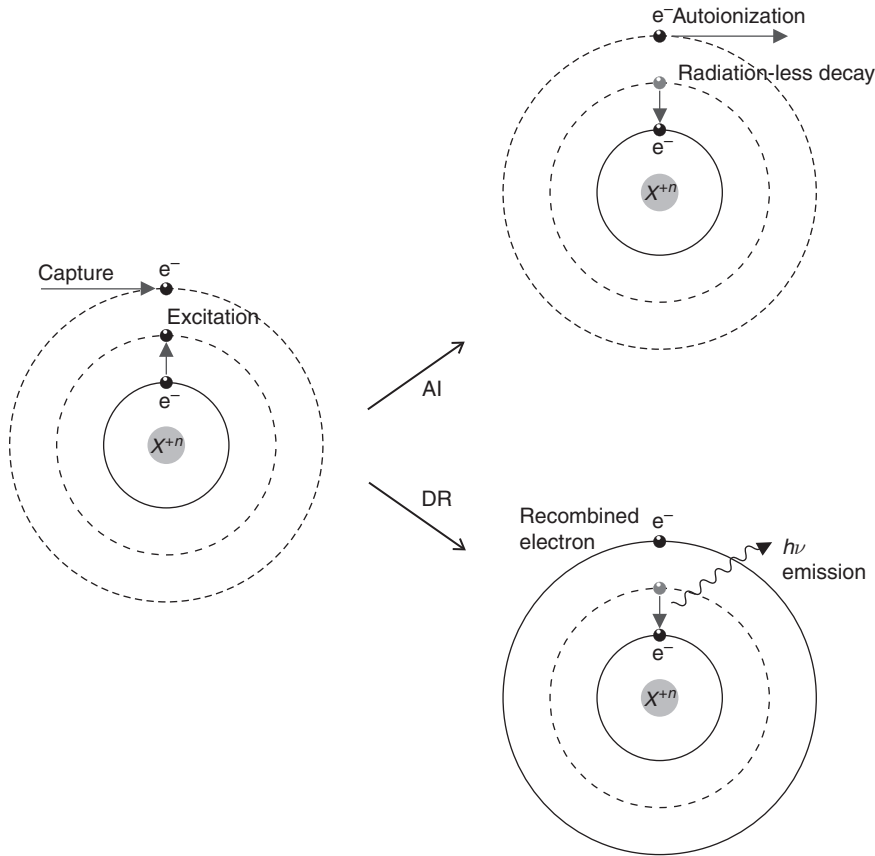 Capture
e⁻
Excitation
e⁻
X⁺ⁿ
AI
DR
e⁻ Autoionization
Radiation-less decay
e⁻
X⁺ⁿ
Recombined
electron
e⁻
hν
emission
e⁻
X⁺ⁿ